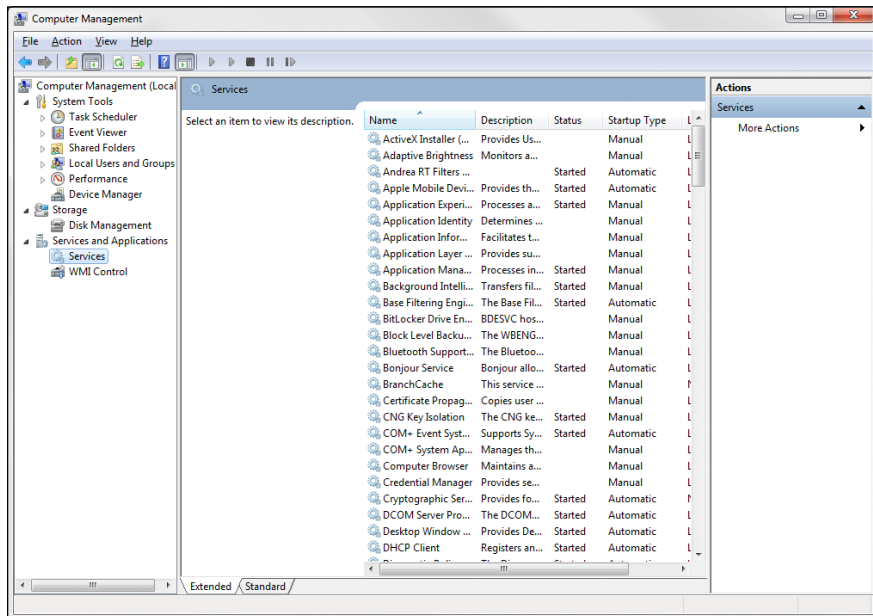 Computer Management
File Action View Help
Computer Management (Local
System Tools
Task Scheduler
Event Viewer
Shared Folders
Local Users and Groups
Performance
Device Manager
Storage
Disk Management
Services and Applications
Services
WMI Control
Services
Select an item to view its description.
Name Description Status Startup Type L
ActiveX Installer (... Provides Us... Manual L
Adaptive Brightness Monitors a... Manual L
Andrea RT Filters ... Started Automatic L
Apple Mobile Devi... Provides th... Started Automatic L
Application Experi... Processes a... Started Manual L
Application Identity Determines ... Manual L
Application Infor... Facilitates t... Manual L
Application Layer ... Provides su... Manual L
Application Mana... Processes in... Started Manual L
Background Intelli... Transfers fil... Started Manual L
Base Filtering Engi... The Base Fil... Started Automatic L
BitLocker Drive En... BDESVC hos... Manual L
Block Level Backu... The WBENG... Manual L
Bluetooth Support... The Bluetoo... Manual L
Bonjour Service Bonjour allo... Started Automatic L
BranchCache This service ... Manual N
Certificate Propag... Copies user ... Manual L
CNG Key Isolation The CNG ke... Started Manual L
COM+ Event Syst... Supports Sy... Started Automatic L
COM+ System Ap... Manages th... Manual L
Computer Browser Maintains a... Manual L
Credential Manager Provides se... Manual L
Cryptographic Ser... Provides fo... Started Automatic N
DCOM Server Pro... The DCOM... Started Automatic L
Desktop Window ... Provides De... Started Automatic L
DHCP Client Registers an... Started Automatic L
Extended Standard
Actions
Services
More Actions